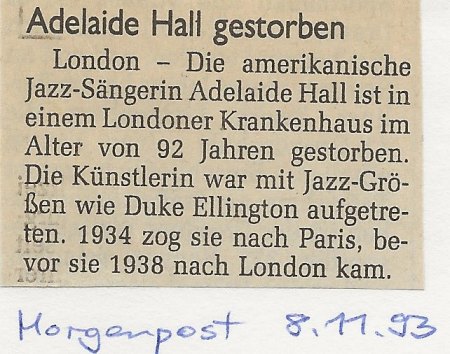 Adelaide Hall gestorben
London – Die amerikanische
Jazz-Sängerin Adelaide Hall ist in
einem Londoner Krankenhaus im
Alter von 92 Jahren gestorben.
Die Künstlerin war mit Jazz-Grö-
ßen wie Duke Ellington aufgetre-
ten. 1934 zog sie nach Paris, be-
vor sie 1938 nach London kam.
Morgenpost 8.11.93